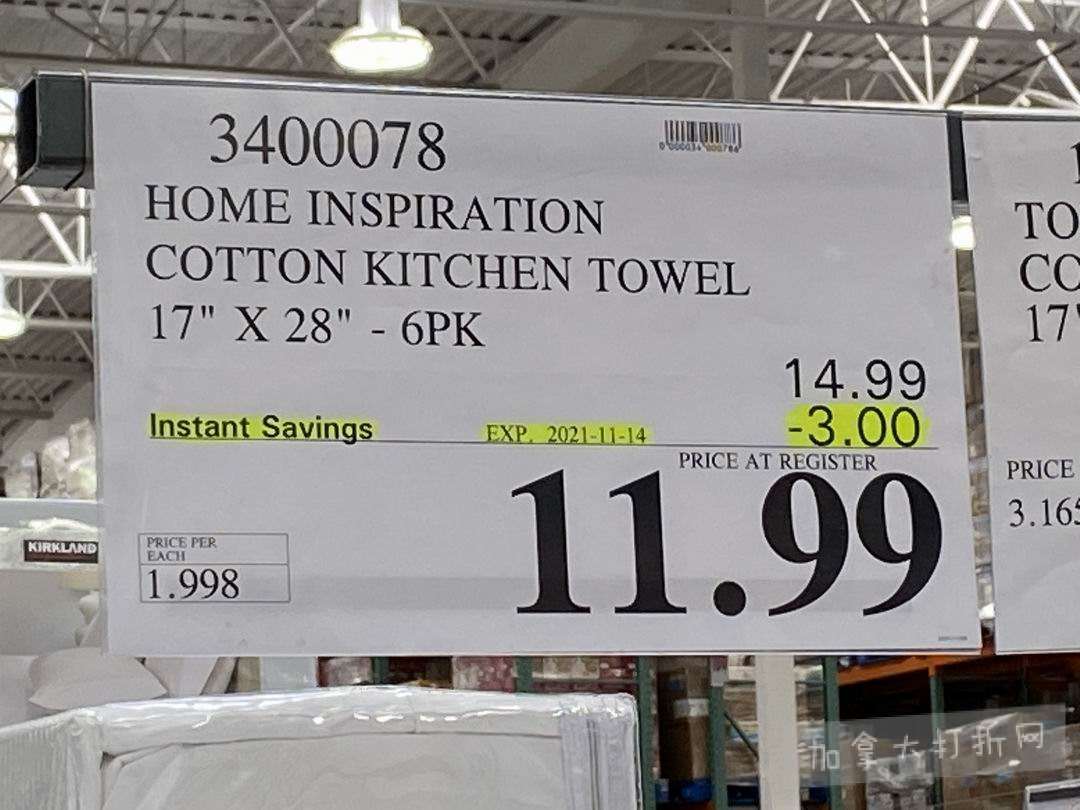 3400078
HOME INSPIRATION
COTTON KITCHEN TOWEL
17" X 28" - 6PK
14.99
Instant Savings EXP. 2021-11-14 -3.00
PRICE AT REGISTER
11.99
PRICE PER
EACH
1.998
TO
CO
17"
PRICE
3.165
KIRKLAND
加拿大打折网